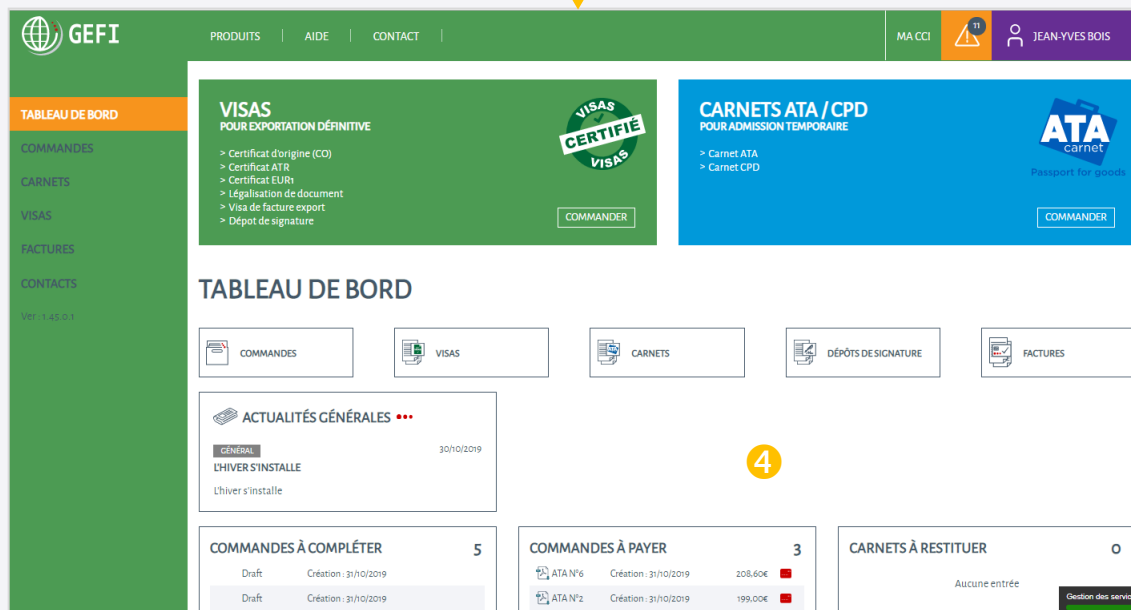 GEFI
PRODUITS
AIDE
CONTACT
MA CCI
11
JEAN-YVES BOIS
TABLEAU DE BORD
COMMANDES
CARNETS
VISAS
FACTURES
CONTACTS
Ver : 1.45.0.1
VISAS
POUR EXPORTATION DÉFINITIVE
> Certificat d'origine (CO)
> Certificat ATR
> Certificat EUR1
> Légalisation de document
> Visa de facture export
> Dépot de signature
VISAS
CERTIFIÉ
VISAS
COMMANDER
CARNETS ATA / CPD
POUR ADMISSION TEMPORAIRE
> Carnet ATA
> Carnet CPD
ATA
carnet
Passport for goods
COMMANDER
TABLEAU DE BORD
COMMANDES
VISAS
CARNETS
DÉPÔTS DE SIGNATURE
FACTURES
ACTUALITÉS GÉNÉRALES
GÉNÉRAL
30/10/2019
L'HIVER S'INSTALLE
L'hiver s'installe
4
COMMANDES À COMPLÉTER 5
Draft Création : 31/10/2019
Draft Création : 31/10/2019
COMMANDES À PAYER 3
ATA N°6 Création : 31/10/2019 208,60€
ATA N°2 Création : 31/10/2019 199,00€
CARNETS À RESTITUER 0
Aucune entrée
Gestion des servic